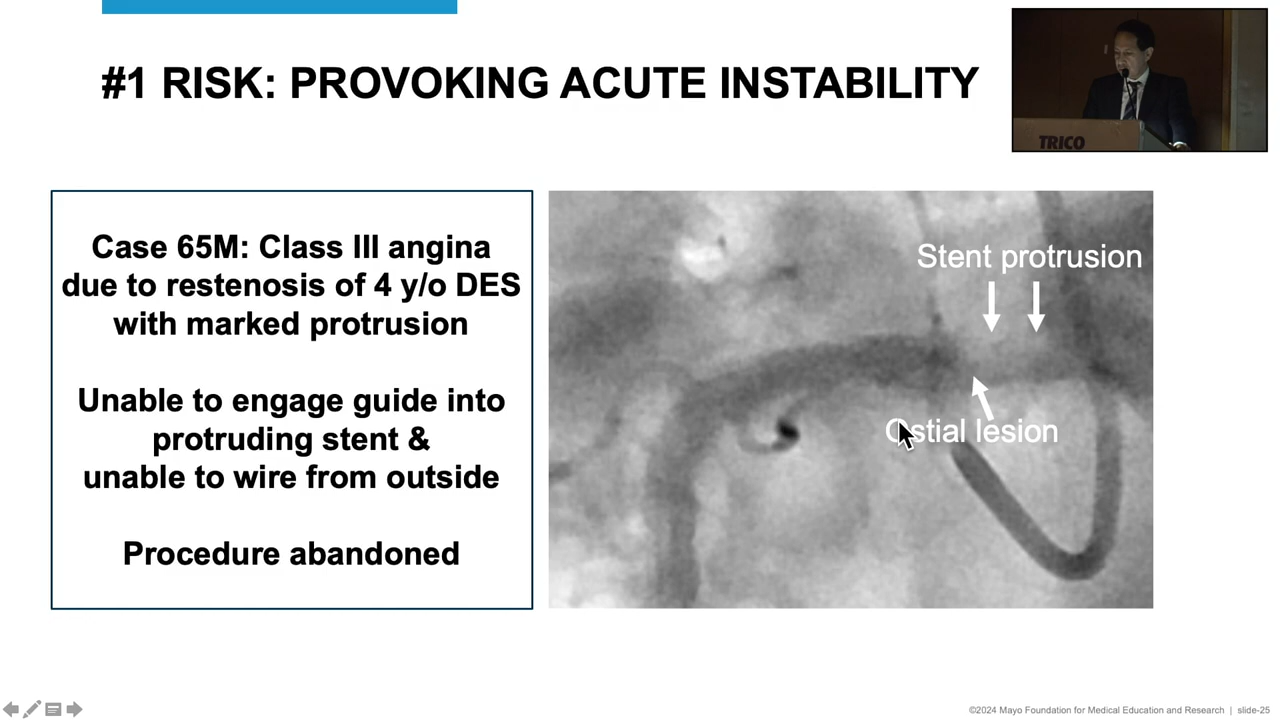 #1 RISK: PROVOKING ACUTE INSTABILITY
TRICO
Case 65M: Class III angina
due to restenosis of 4 y/o DES
with marked protrusion
Unable to engage guide into
protruding stent &
unable to wire from outside
Procedure abandoned
Stent protrusion
Ostial lesion
©2024 Mayo Foundation for Medical Education and Research | slide-25